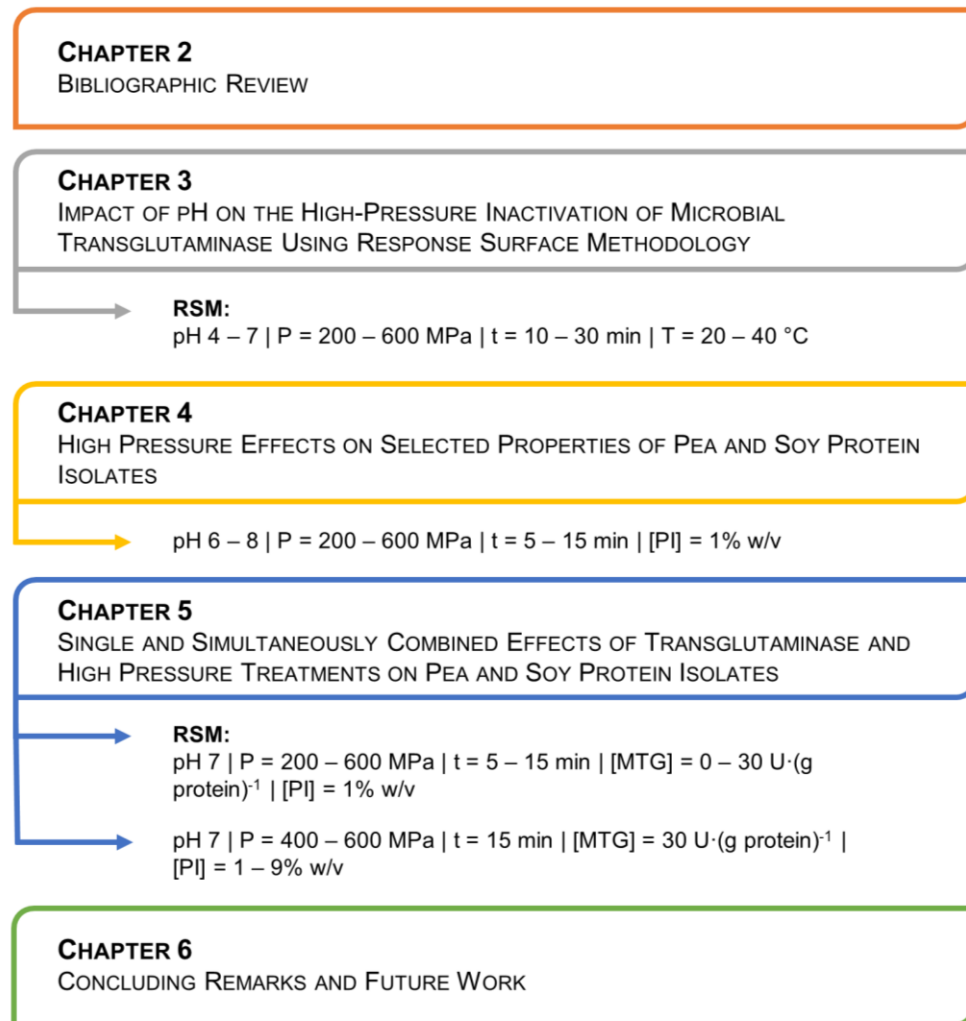 CHAPTER 2
BIBLIOGRAPHIC REVIEW
CHAPTER 3
IMPACT OF PH ON THE HIGH-PRESSURE INACTIVATION OF MICROBIAL
TRANSGLUTAMINASE USING RESPONSE SURFACE METHODOLOGY
RSM:
pH 4 – 7 | P = 200 – 600 MPa | t = 10 – 30 min | T = 20 – 40 °C
CHAPTER 4
HIGH PRESSURE EFFECTS ON SELECTED PROPERTIES OF PEA AND SOY PROTEIN
ISOLATES
pH 6 – 8 | P = 200 – 600 MPa | t = 5 – 15 min | [PI] = 1% w/v
CHAPTER 5
SINGLE AND SIMULTANEOUSLY COMBINED EFFECTS OF TRANSGLUTAMINASE AND
HIGH PRESSURE TREATMENTS ON PEA AND SOY PROTEIN ISOLATES
RSM:
pH 7 | P = 200 – 600 MPa | t = 5 – 15 min | [MTG] = 0 – 30 U·(g
protein)⁻¹ | [PI] = 1% w/v
pH 7 | P = 400 – 600 MPa | t = 15 min | [MTG] = 30 U·(g protein)⁻¹ |
[PI] = 1 – 9% w/v
CHAPTER 6
CONCLUDING REMARKS AND FUTURE WORK